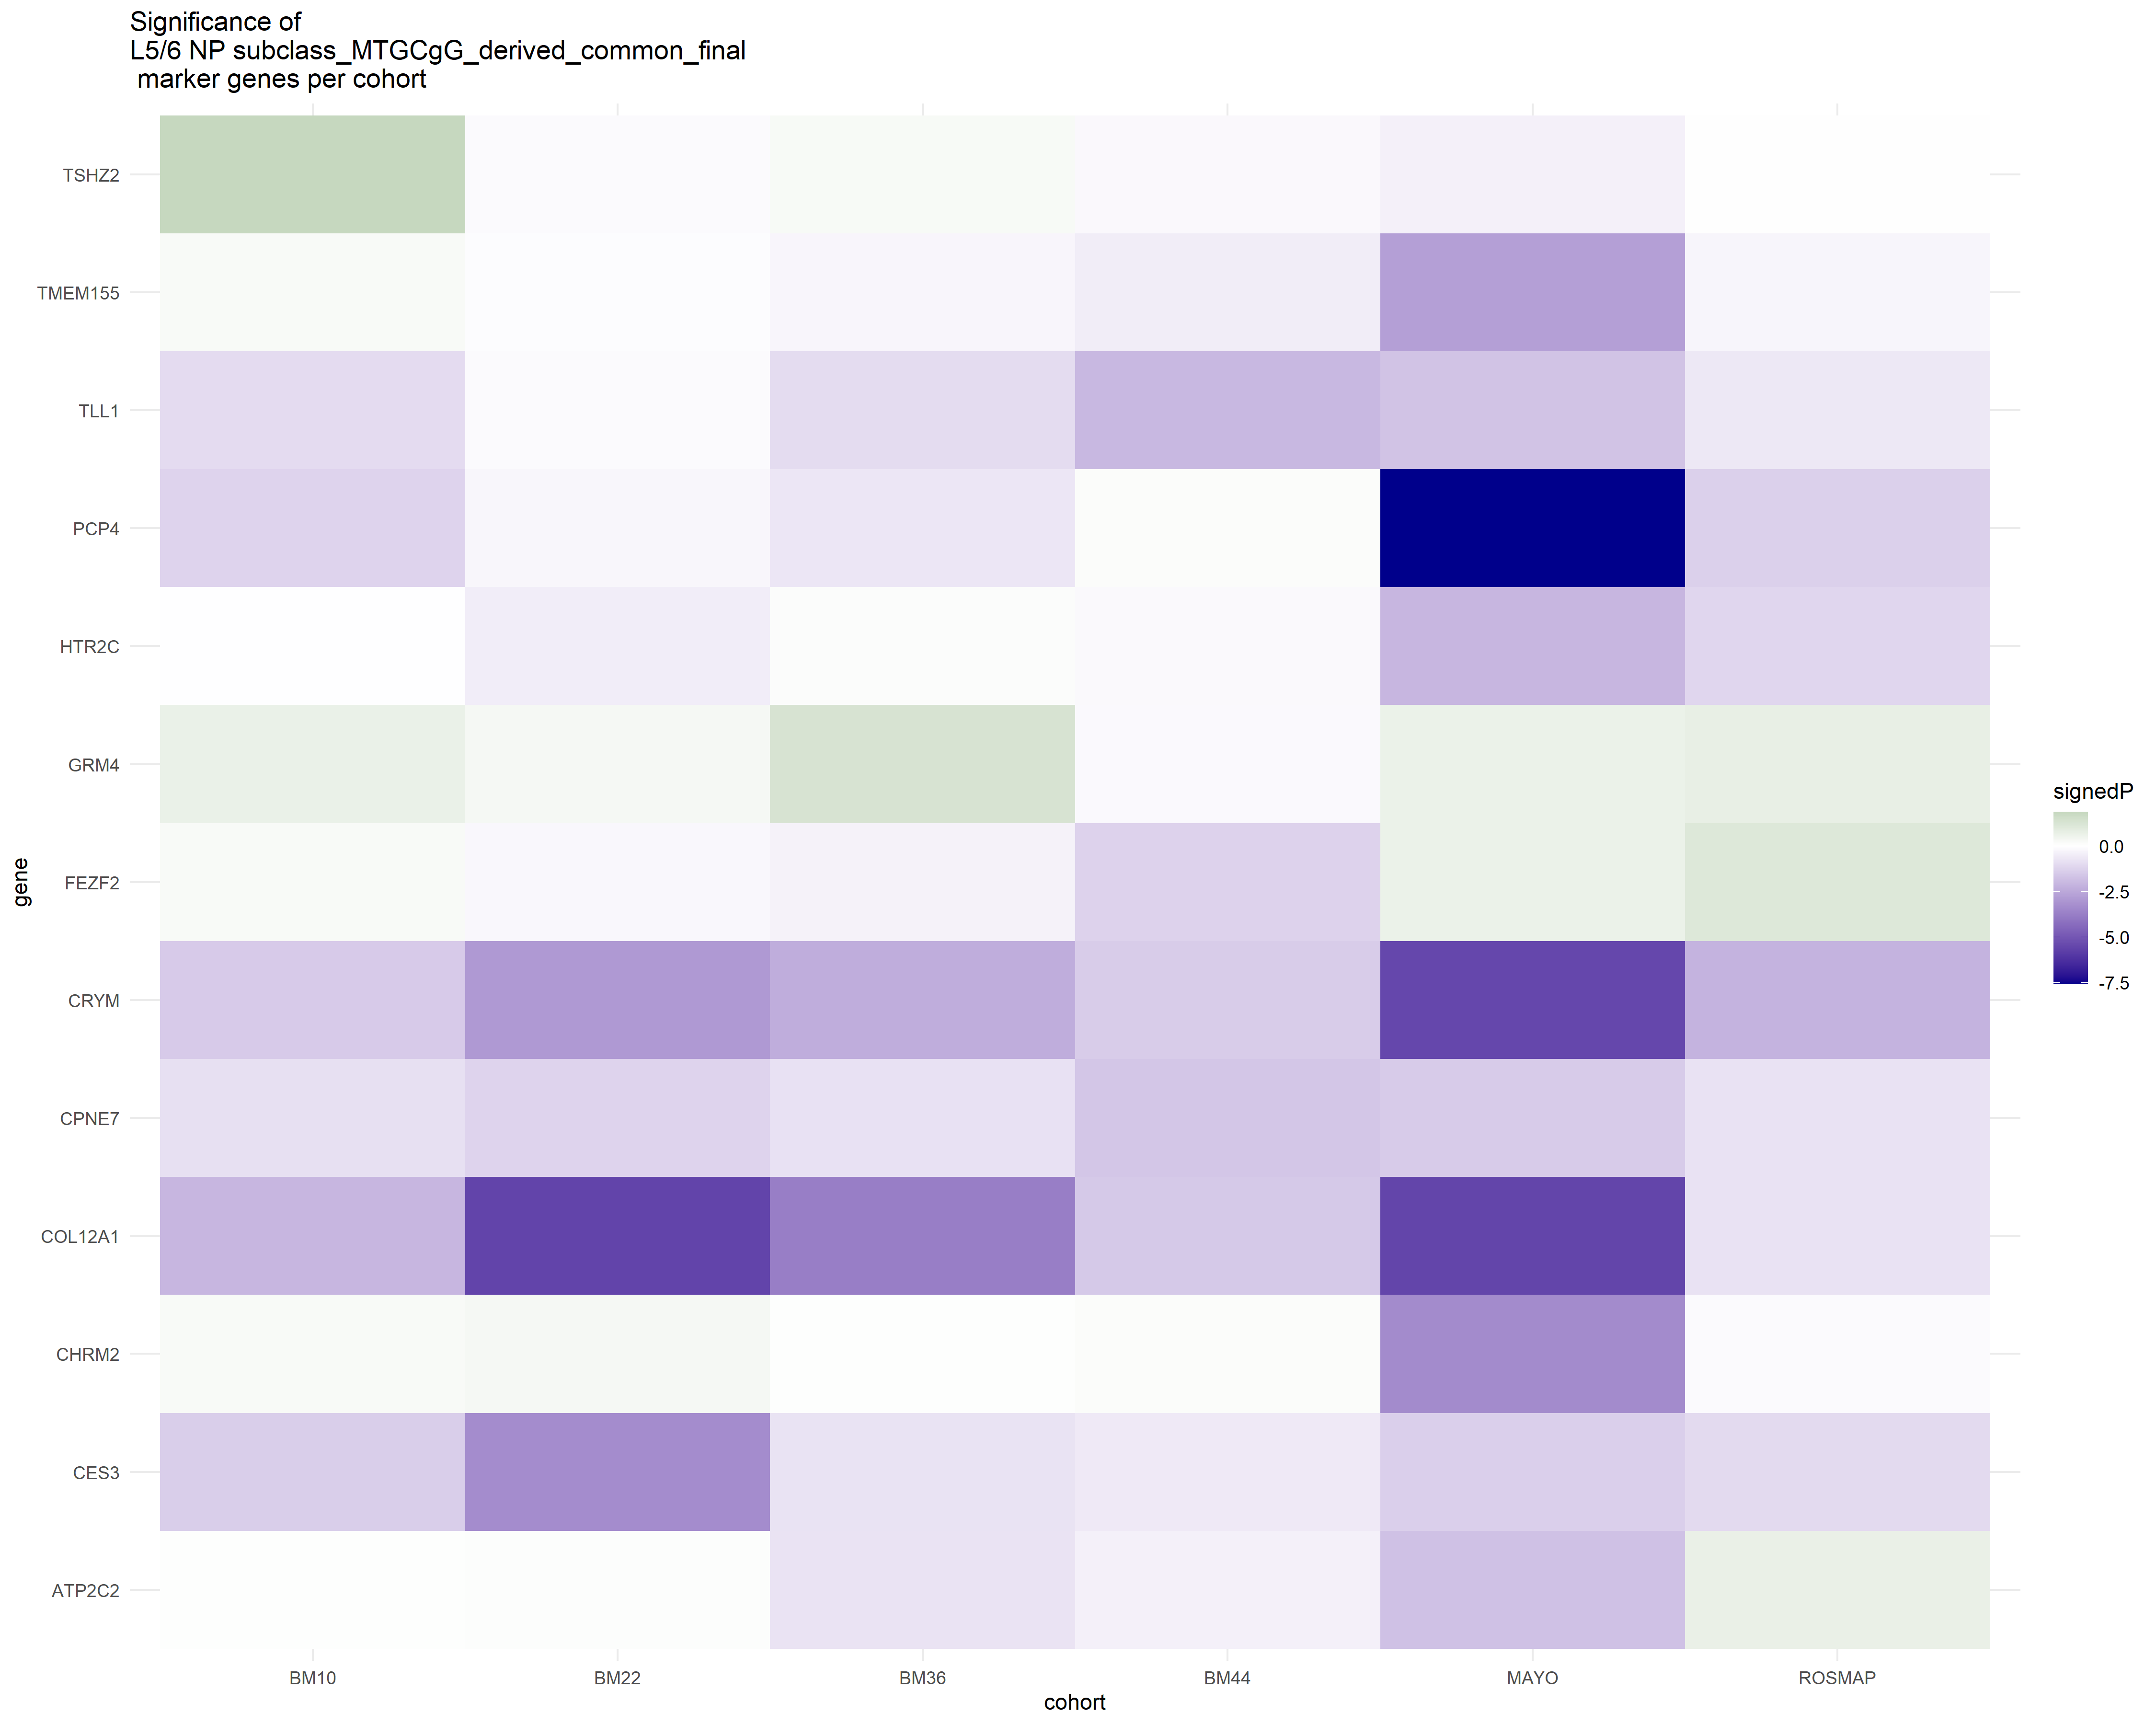 Significance of
L5/6 NP subclass_MTGCgG_derived_common_final
marker genes per cohort
TSHZ2
TMEM155
TLL1
PCP4
HTR2C
GRM4
FEZF2
CRYM
CPNE7
COL12A1
CHRM2
CES3
ATP2C2
gene
BM10 BM22 BM36 BM44 MAYO ROSMAP
cohort
signedP
0.0
-2.5
-5.0
-7.5